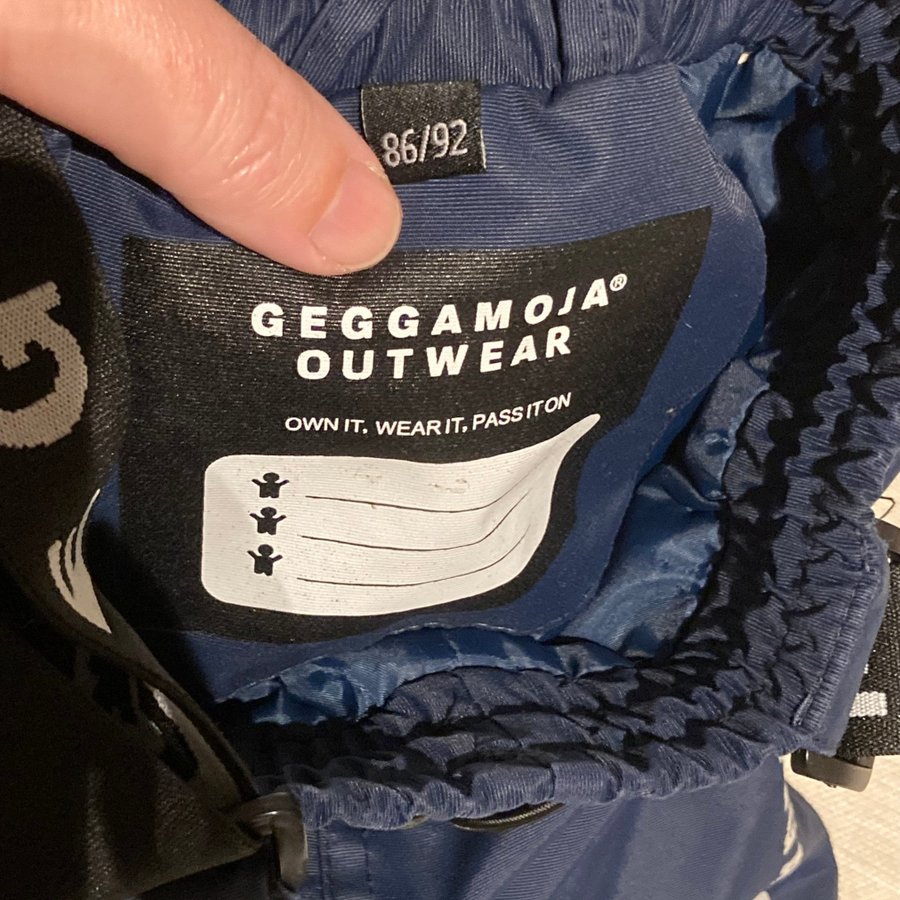 86/92
GEGGAMOJA®
OUTWEAR
OWN IT, WEAR IT, PASS IT ON
G